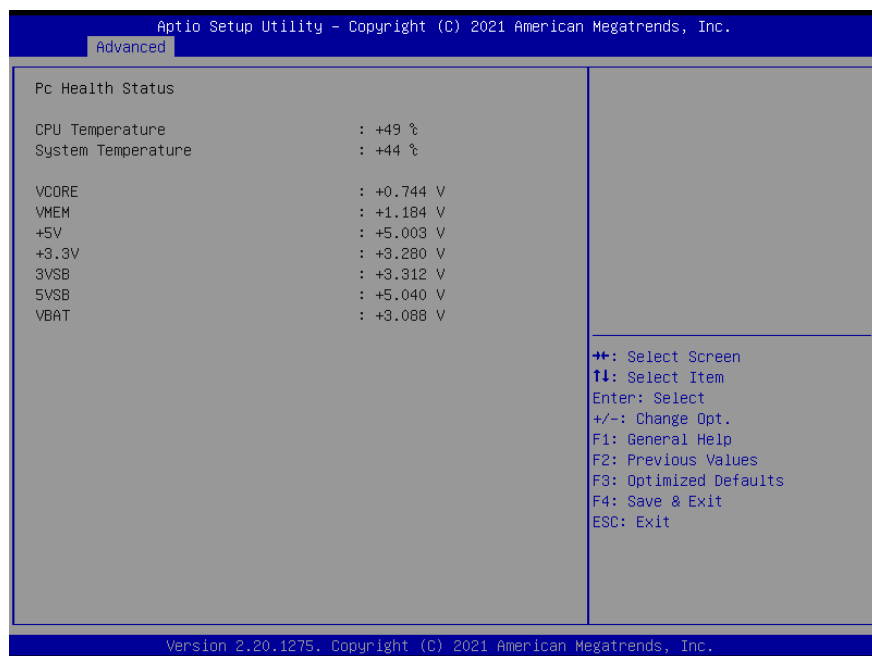 Aptio Setup Utility – Copyright (C) 2021 American Megatrends, Inc.
Advanced
Pc Health Status
CPU Temperature : +49 ℃
System Temperature : +44 ℃
VCORE : +0.744 V
VMEM : +1.184 V
+5V : +5.003 V
+3.3V : +3.280 V
3VSB : +3.312 V
5VSB : +5.040 V
VBAT : +3.088 V
→←: Select Screen
↑↓: Select Item
Enter: Select
+/-: Change Opt.
F1: General Help
F2: Previous Values
F3: Optimized Defaults
F4: Save & Exit
ESC: Exit
Version 2.20.1275. Copyright (C) 2021 American Megatrends, Inc.